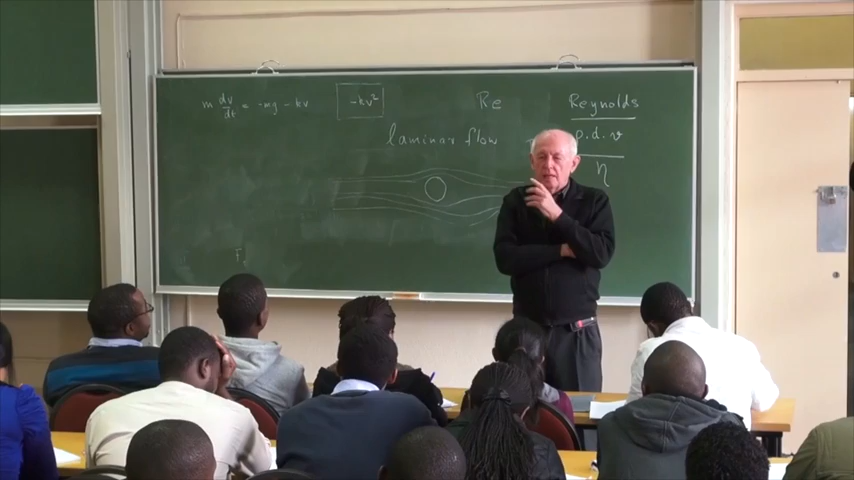 m dv/dt = -mg - kv
-kv²
Re
Reynolds
laminar flow
ρ.d.v
η